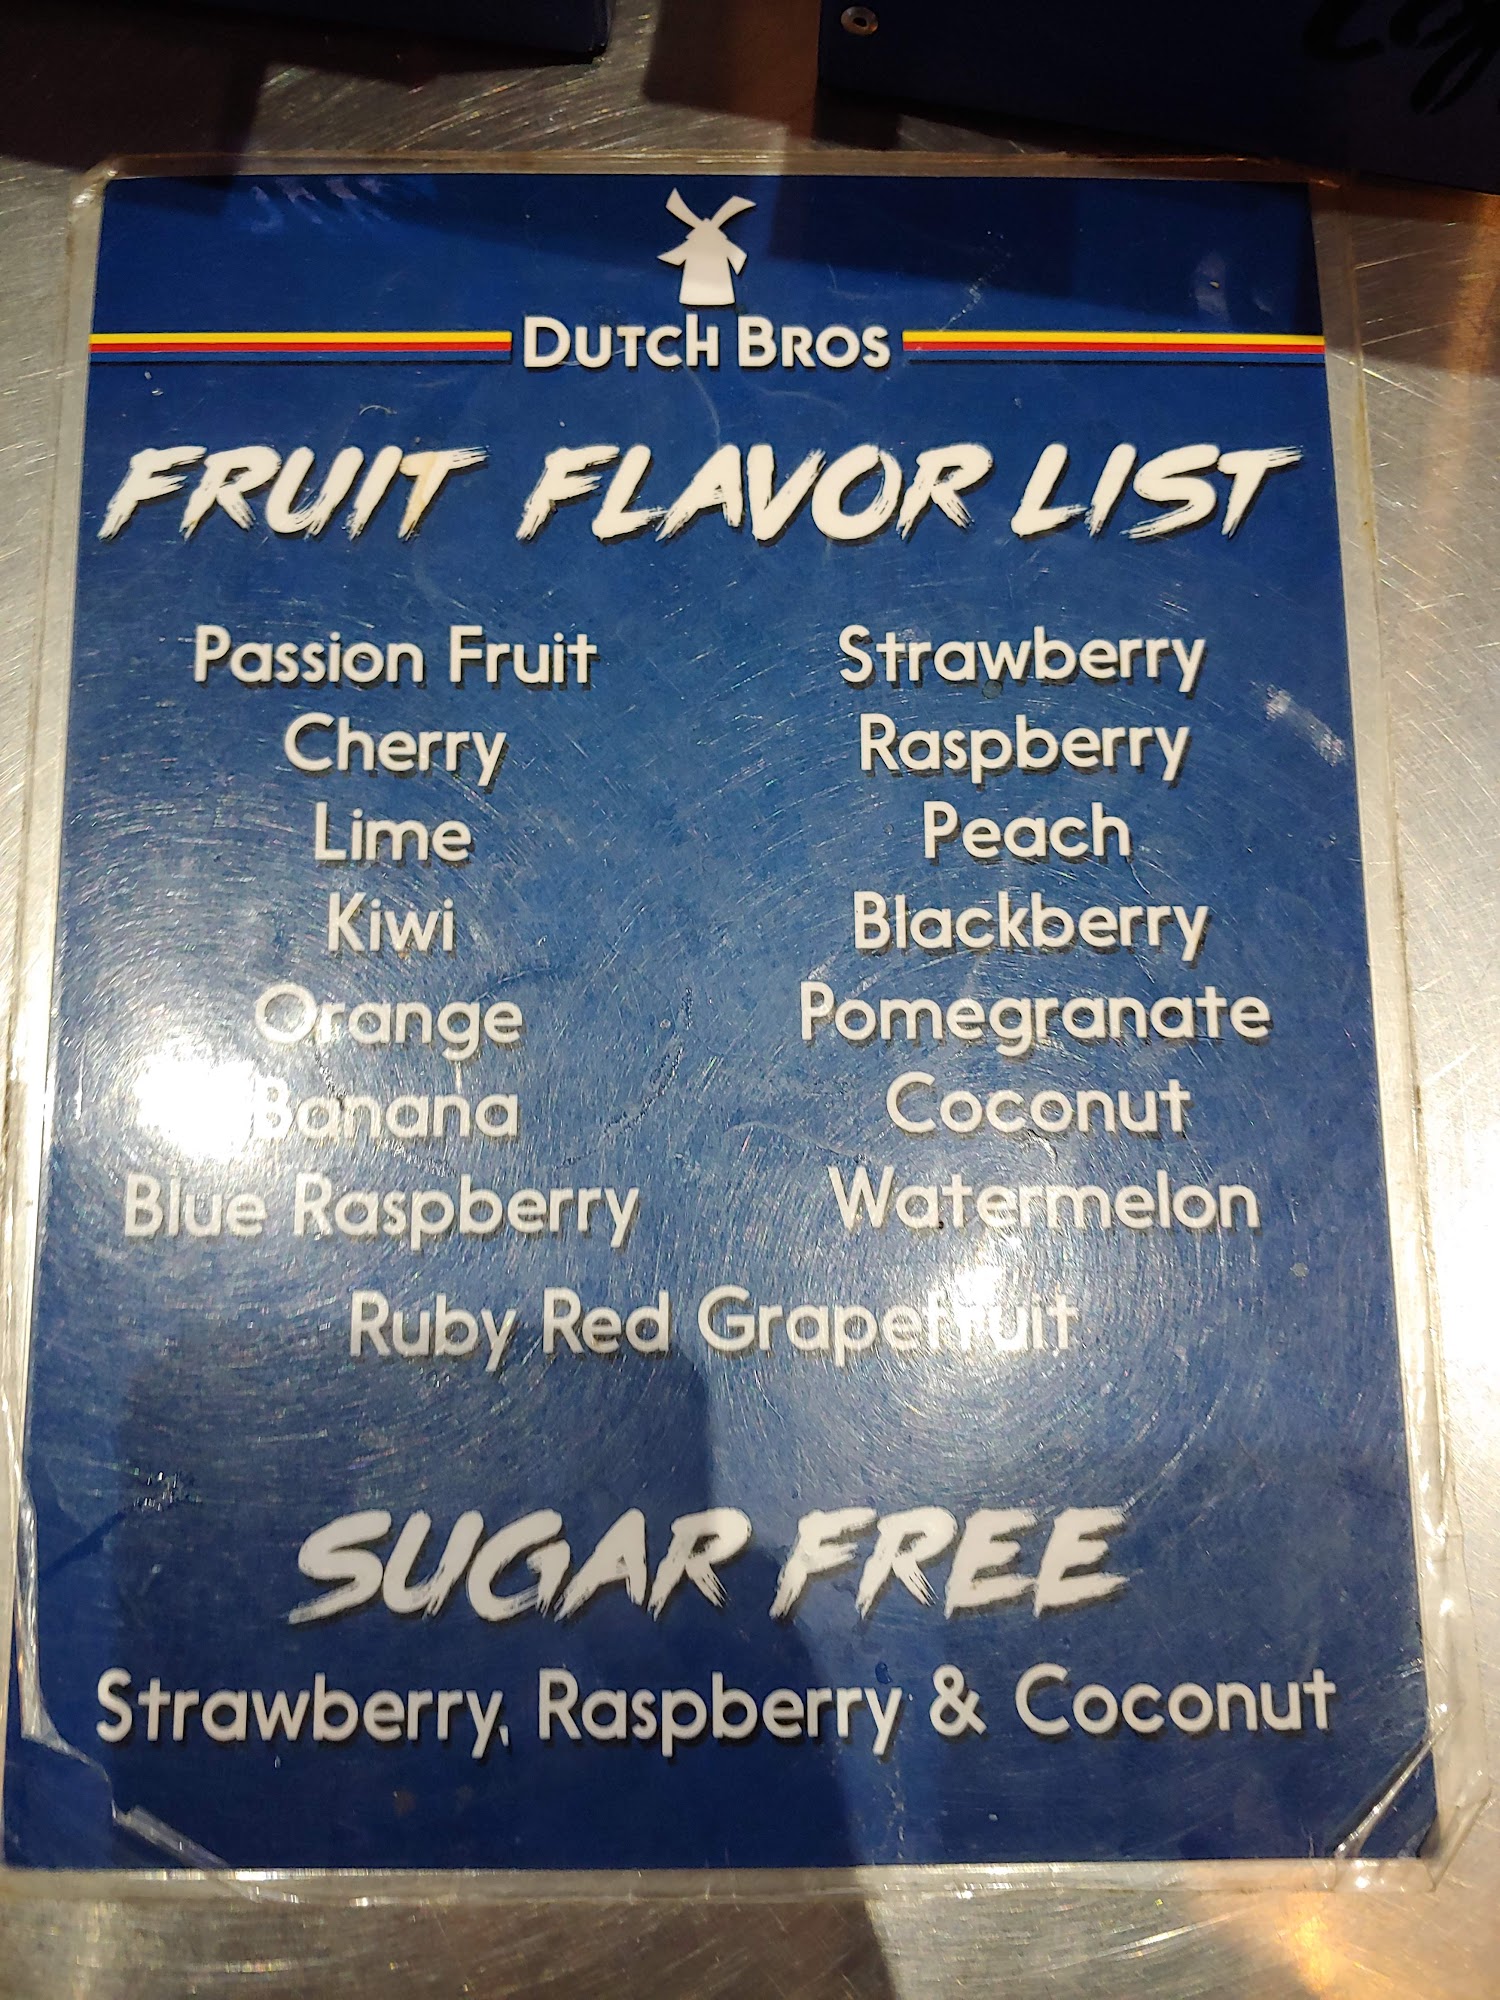 DUTCH BROS
FRUIT FLAVOR LIST
Passion Fruit
Cherry
Lime
Kiwi
Orange
Banana
Blue Raspberry
Strawberry
Raspberry
Peach
Blackberry
Pomegranate
Coconut
Watermelon
Ruby Red Grapefruit
SUGAR FREE
Strawberry, Raspberry & Coconut